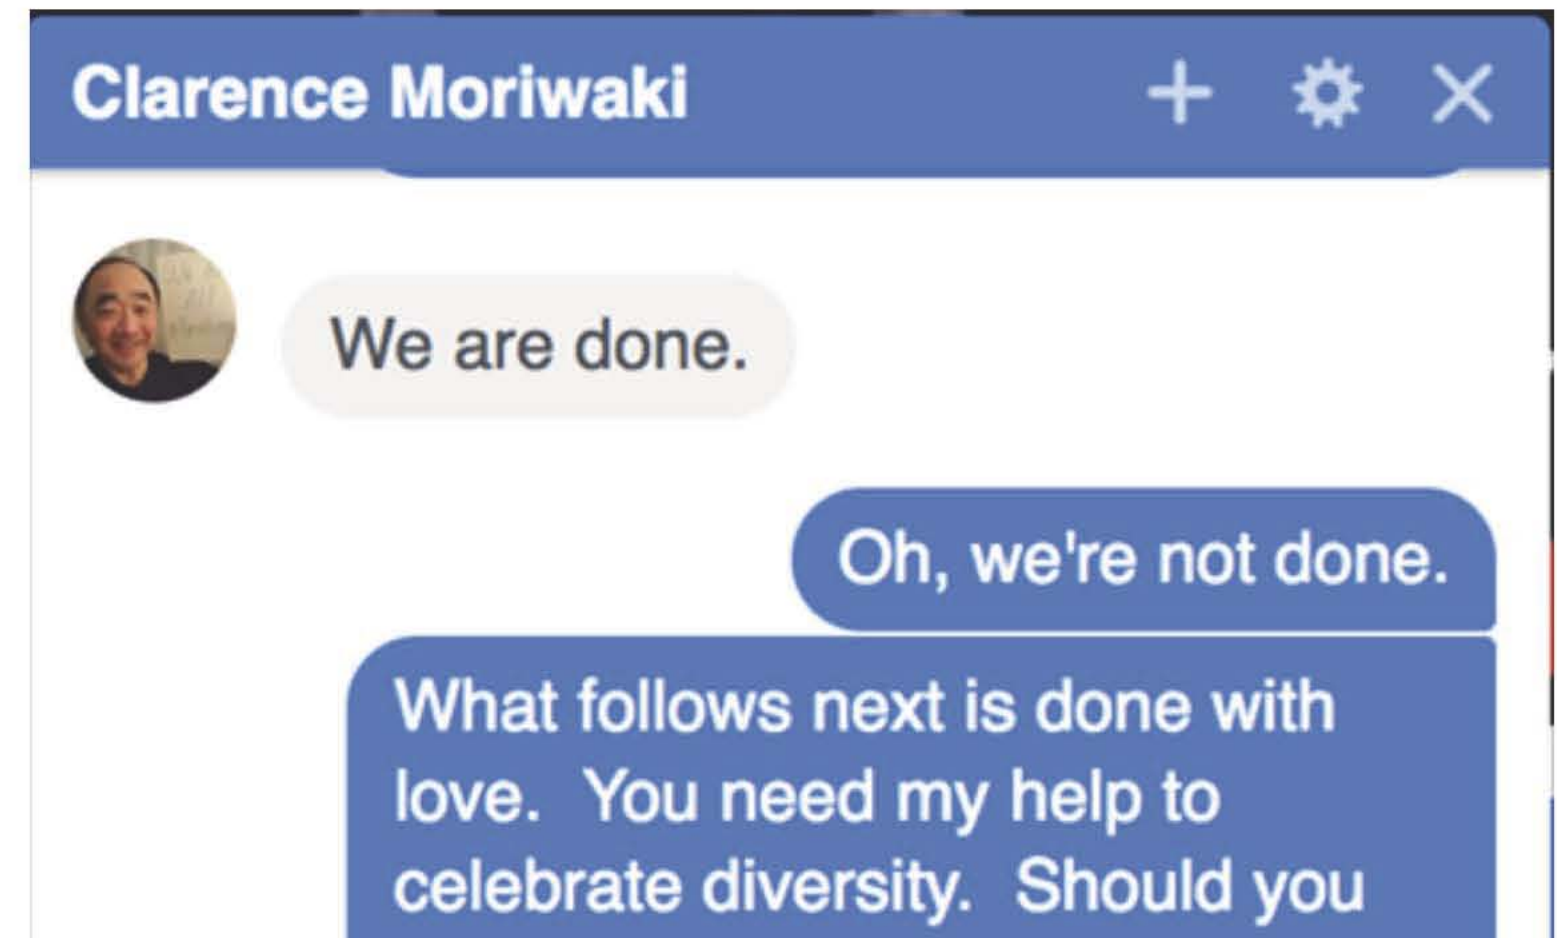 Clarence Moriwaki
We are done.
Oh, we're not done.
What follows next is done with
love.  You need my help to
celebrate diversity.  Should you